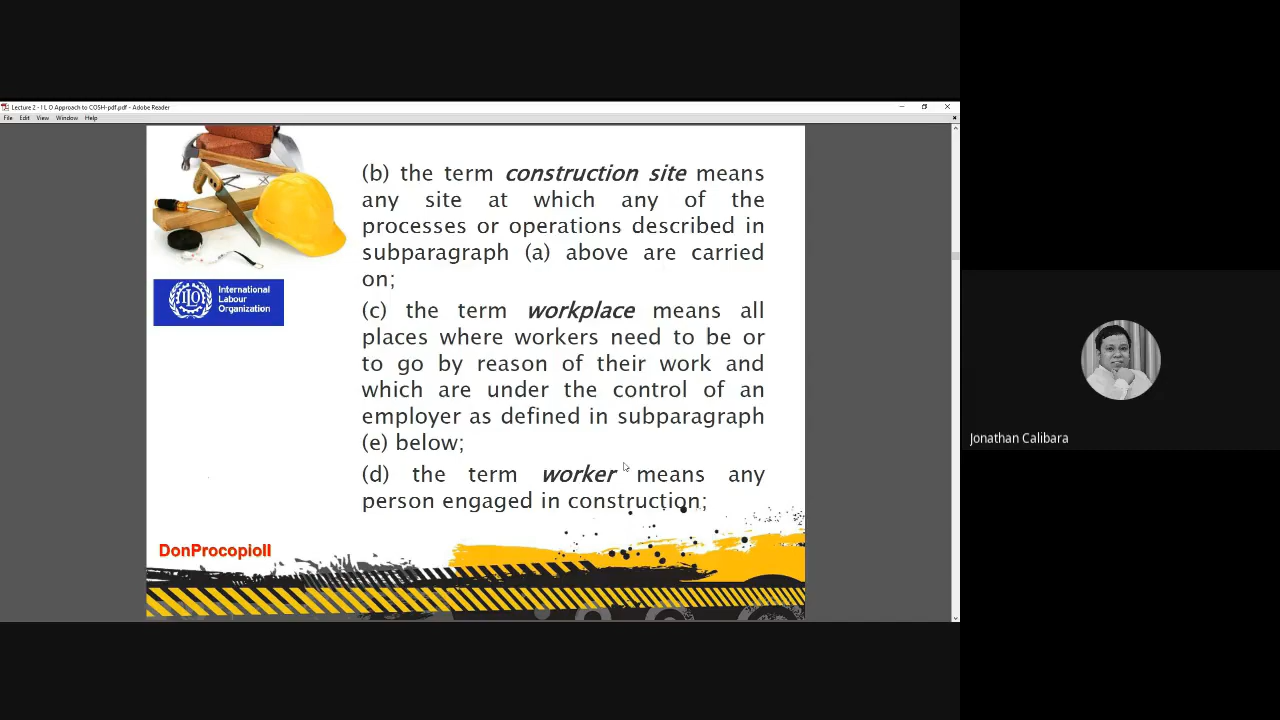 Lecture 2 - I L O Approach to COSH-pdf.pdf - Adobe Reader
File Edit View Window Help
(b) the term construction site means
any site at which any of the
processes or operations described in
subparagraph (a) above are carried
on;
International
Labour
Organization
(c) the term workplace means all
places where workers need to be or
to go by reason of their work and
which are under the control of an
employer as defined in subparagraph
(e) below;
(d) the term worker means any
person engaged in construction;
DonProcopioII
Jonathan Calibara